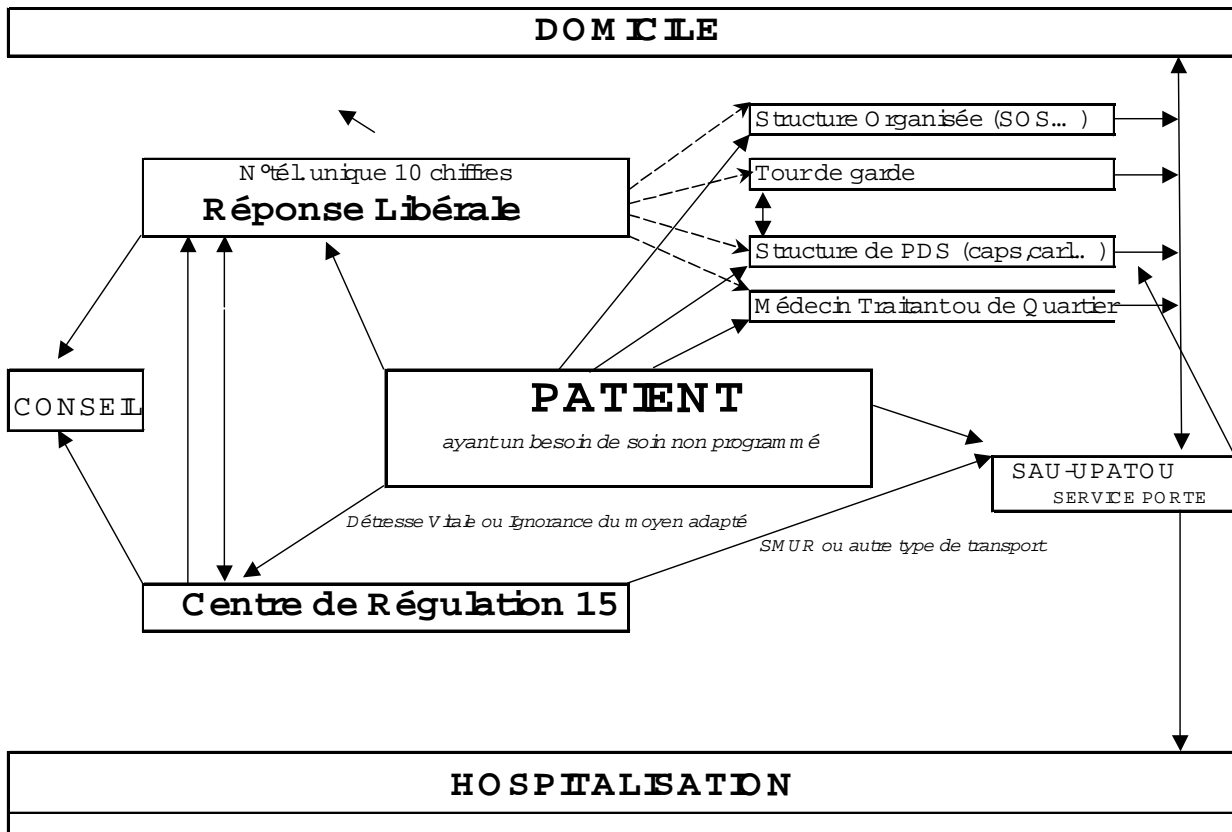 DOMICILE
Structure Organisée (SOS… )
N° tél. unique 10 chiffres
Réponse Libérale
Tour de garde
Structure de PDS (caps, carl… )
Médecin Traitant ou de Quartier
PATIENT
ayant un besoin de soin non programmé
CONSEIL
SAU-UPATOU
SERVICE PORTE
Détresse Vitale ou Ignorance du moyen adapté
SMUR ou autre type de transport
Centre de Régulation 15
HOSPITALISATION